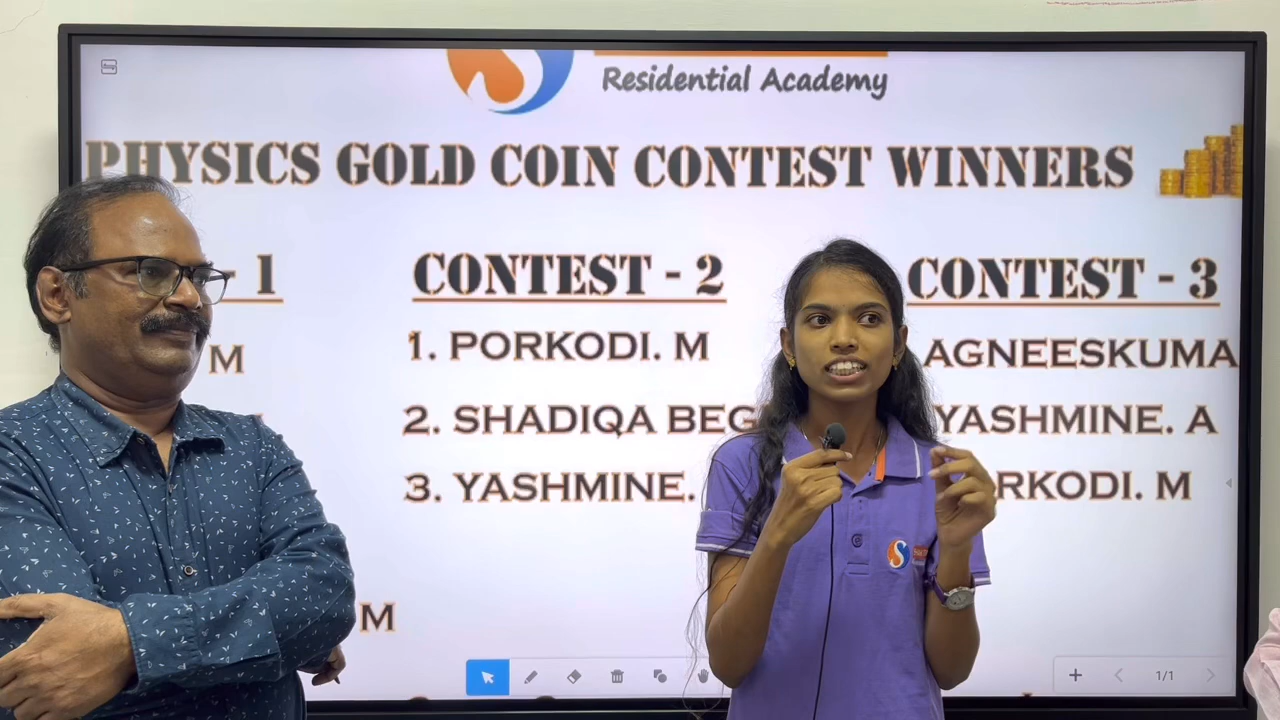 Residential Academy
PHYSICS GOLD COIN CONTEST WINNERS
- 1
CONTEST - 2
CONTEST - 3
M
1. PORKODI. M
AGNEESKUMA
2. SHADIQA BEG
YASHMINE. A
3. YASHMINE.
RKODI. M
M
1/1